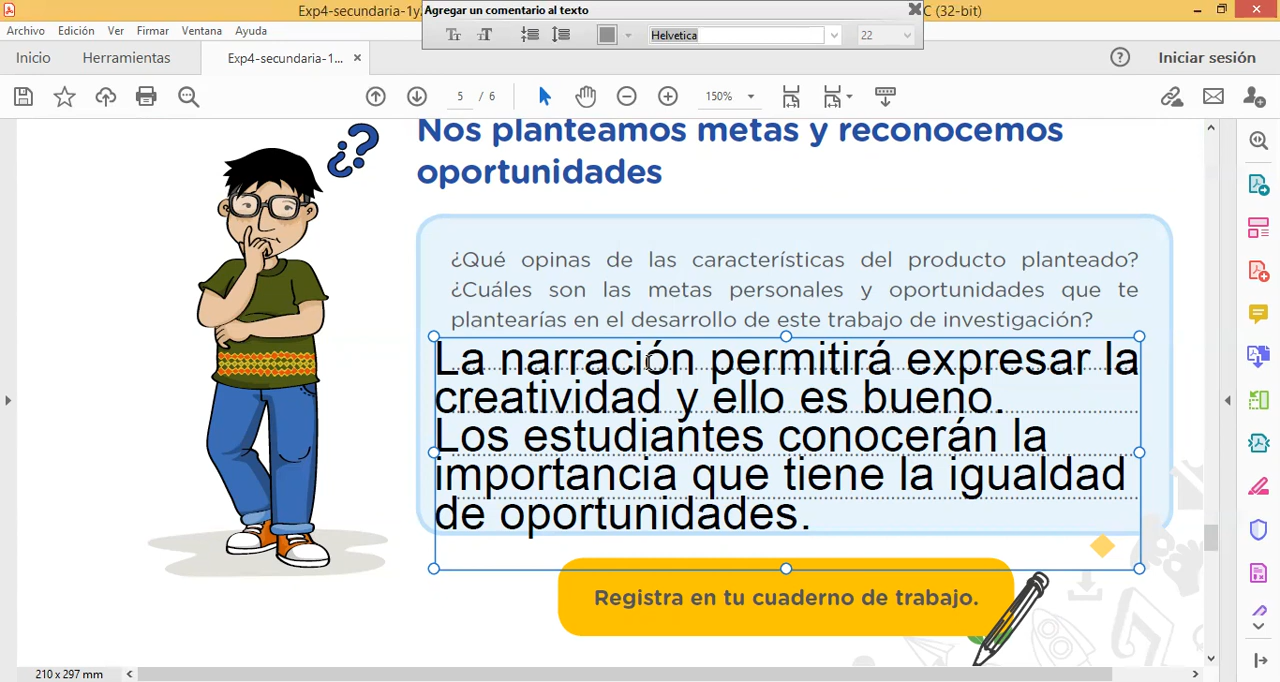 Exp4-secundaria-1y
Agregar un comentario al texto
C (32-bit)
Archivo Edición Ver Firmar Ventana Ayuda
Helvetica
22
Inicio Herramientas Exp4-secundaria-1... × Iniciar sesión
5 / 6 150%
Nos planteamos metas y reconocemos
oportunidades
¿Qué opinas de las características del producto planteado?
¿Cuáles son las metas personales y oportunidades que te
plantearías en el desarrollo de este trabajo de investigación?
La narración permitirá expresar la
creatividad y ello es bueno.
Los estudiantes conocerán la
importancia que tiene la igualdad
de oportunidades.
Registra en tu cuaderno de trabajo.
210 x 297 mm